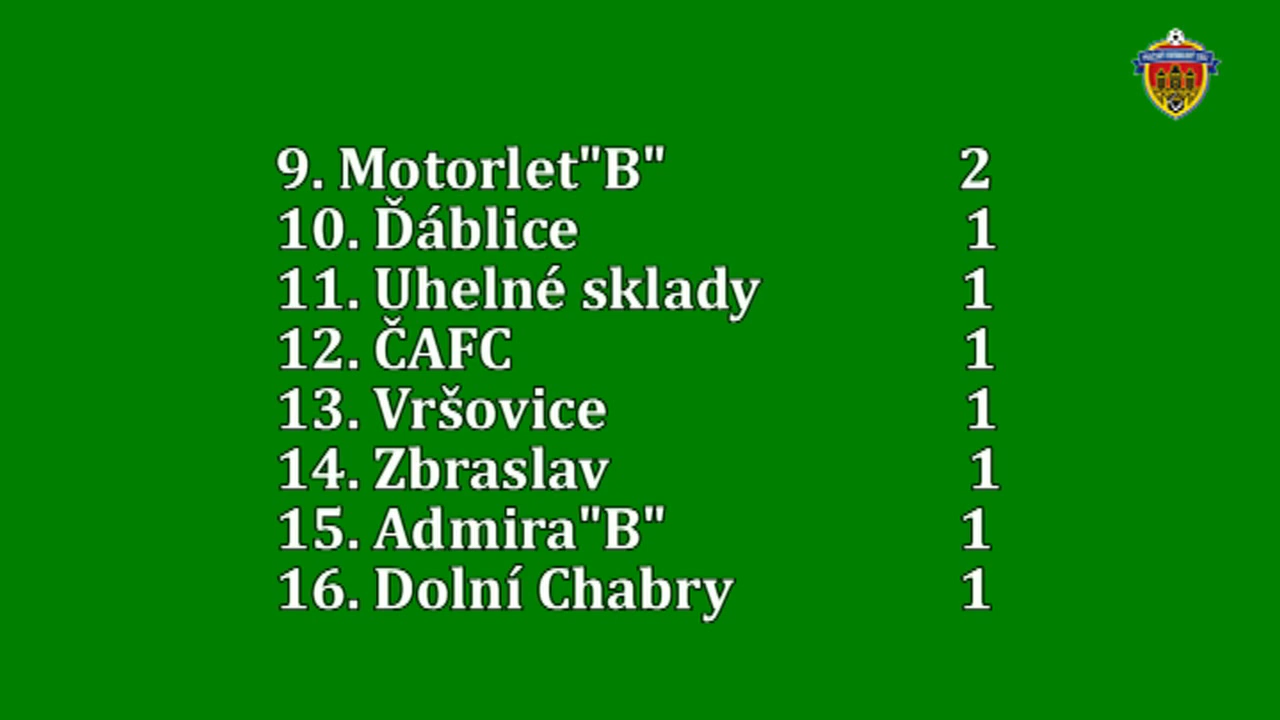 9. Motorlet"B" 2
10. Ďáblice 1
11. Uhelné sklady 1
12. ČAFC 1
13. Vršovice 1
14. Zbraslav 1
15. Admira"B" 1
16. Dolní Chabry 1